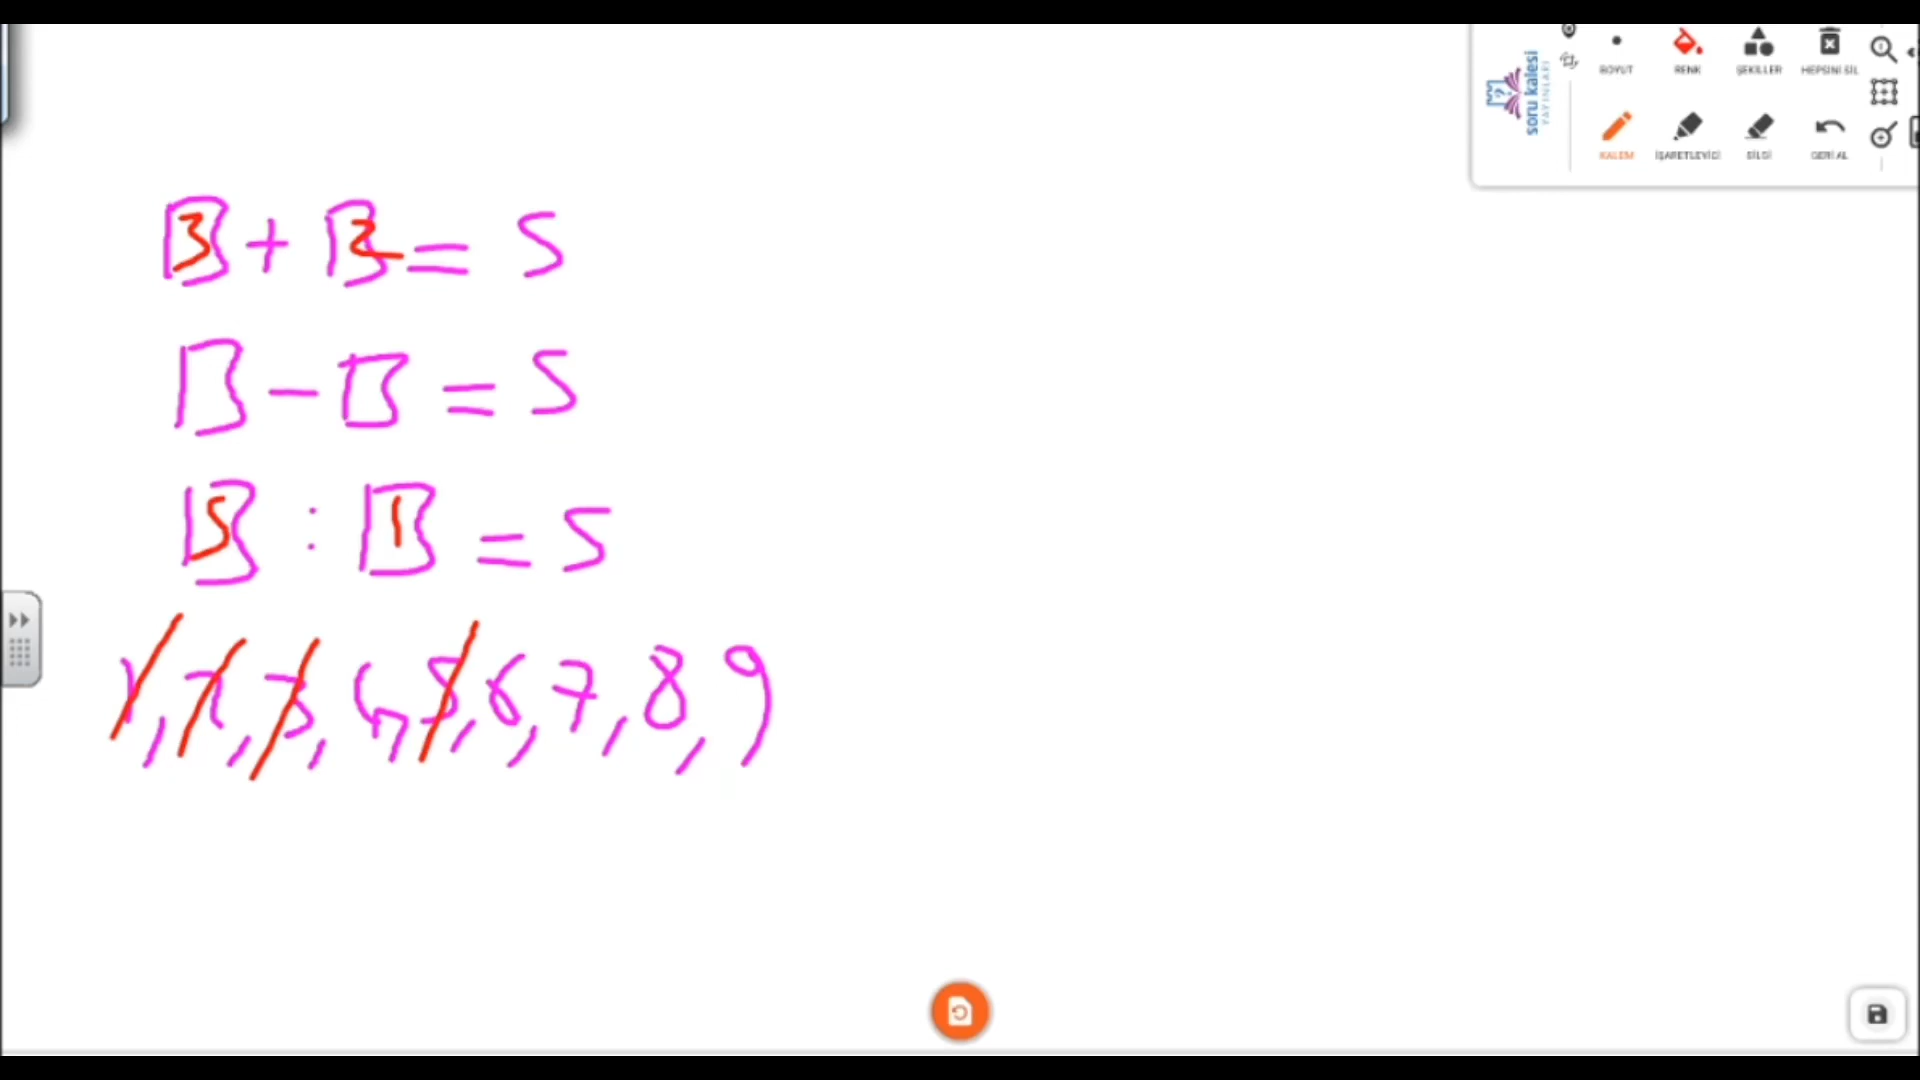 BOYUT RENK ŞEKİLLER HEPSİNİ SİL
soru kalesi
YAYINLARI
KALEM İŞARETLEYİCİ SİLGİ GERİ AL
3 + 2 = 5
- = 5
5 : 1 = 5
1, 2, 3, 4, 5, 6, 7, 8, 9